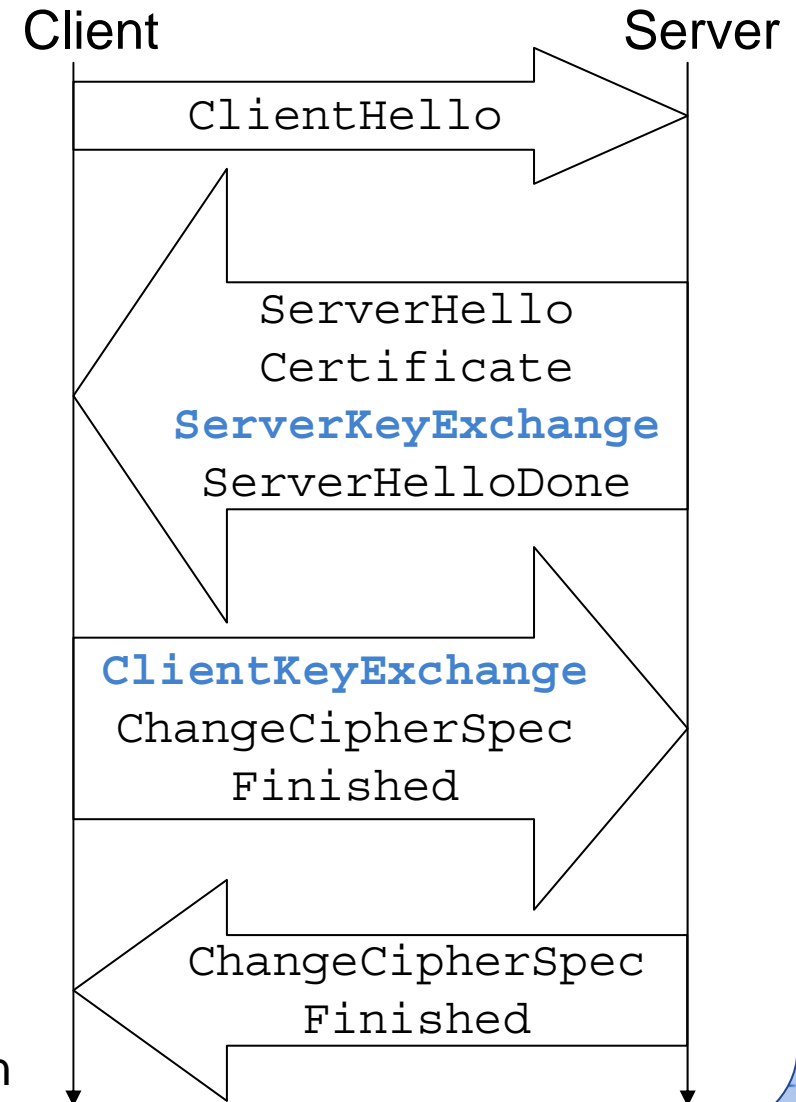 Client Server
ClientHello
ServerHello
Certificate
ServerKeyExchange
ServerHelloDone
ClientKeyExchange
ChangeCipherSpec
Finished
ChangeCipherSpec
Finished